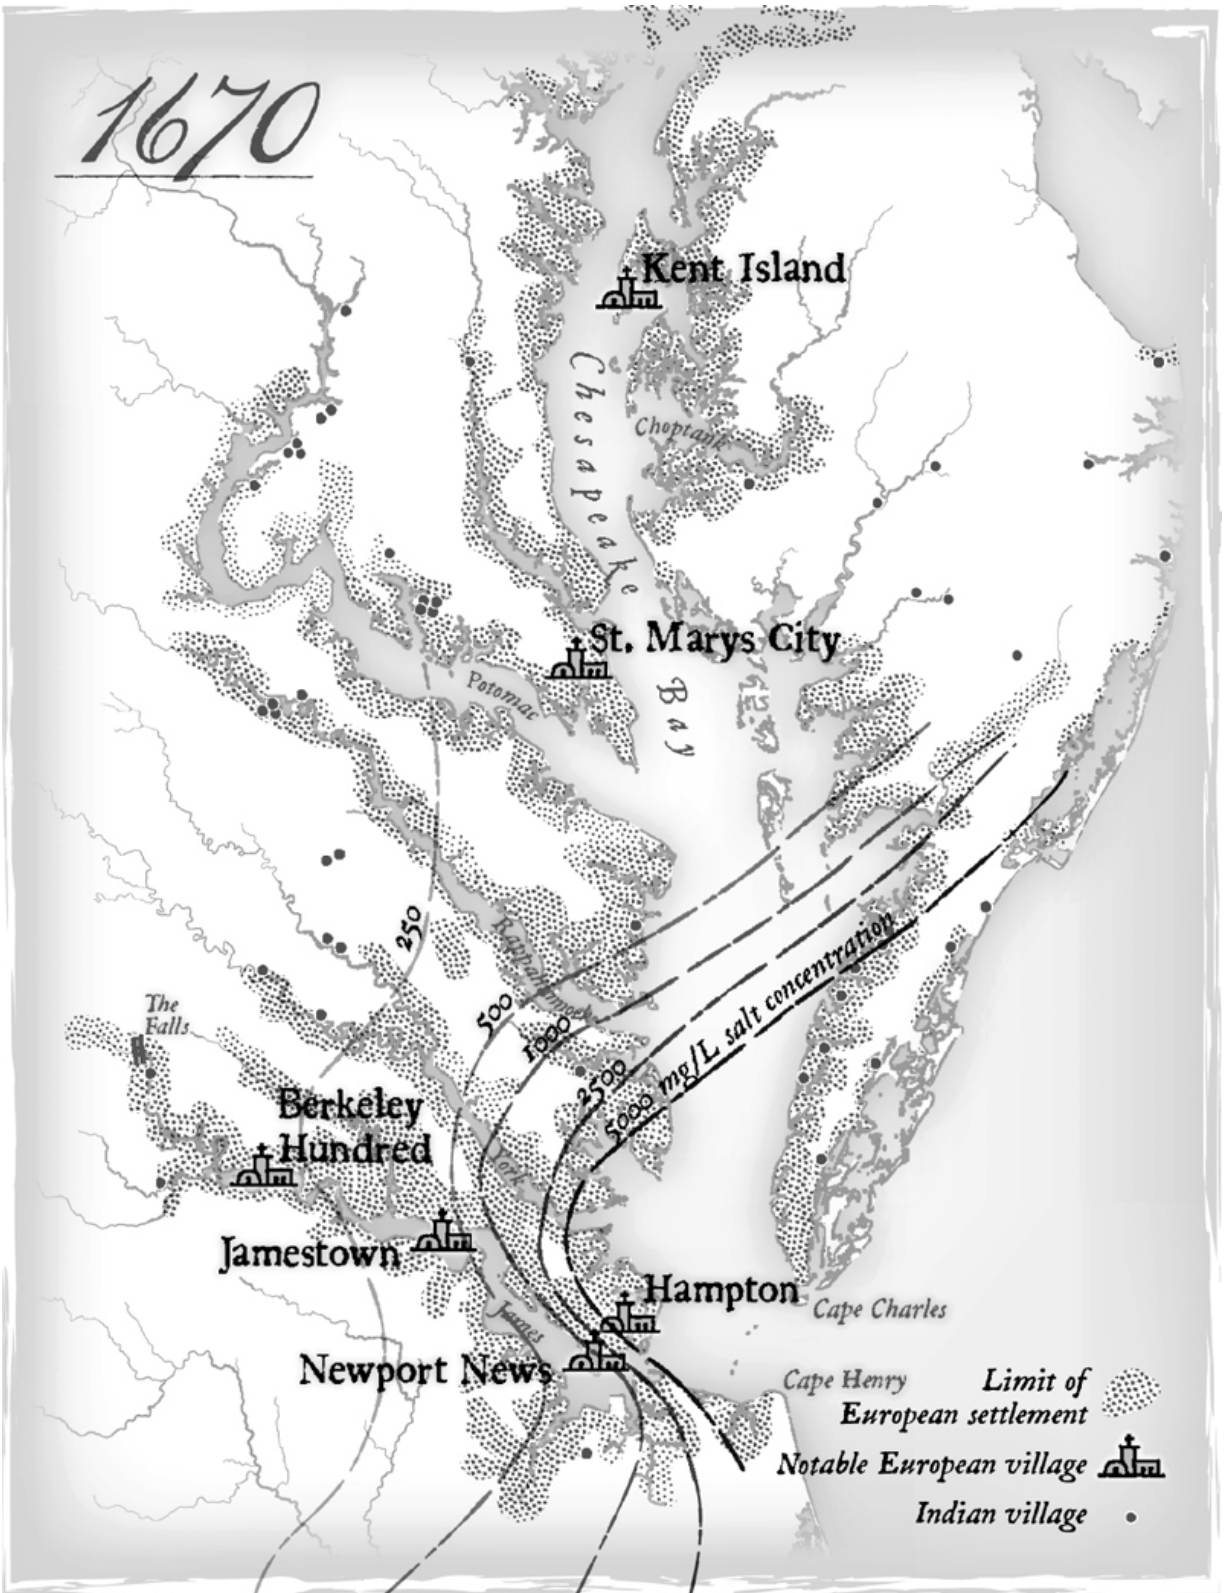 1670
Kent Island
Chesapeake Bay
Choptank
St. Marys City
Potomac
250
Rappahannock
500
1000
2500
5000 mg/L salt concentration
The
Falls
Berkeley
Hundred
York
Jamestown
James
Hampton
Newport News
Cape Charles
Cape Henry
Limit of
European settlement
Notable European village
Indian village